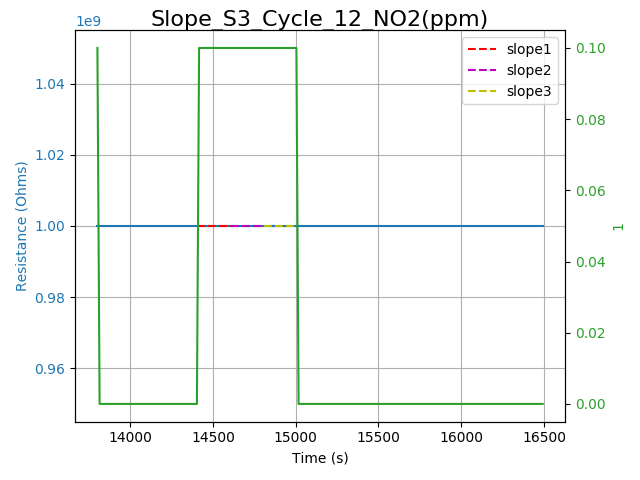 Slope_S3_Cycle_12_NO2(ppm)
1e9
slope1
slope2
slope3
1.04
1.02
1.00
0.98
0.96
Resistance (Ohms)
0.10
0.08
0.06
0.04
0.02
0.00
1
14000 14500 15000 15500 16000 16500
Time (s)